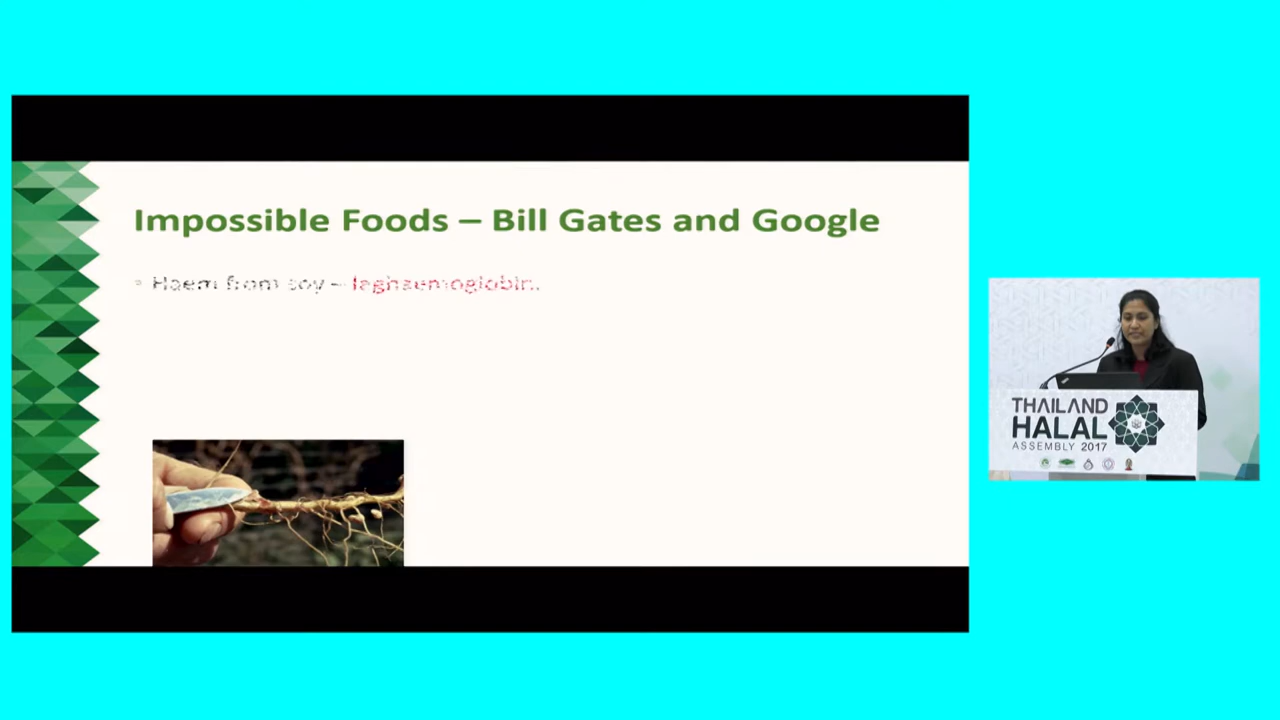 Impossible Foods – Bill Gates and Google
Haem from soy – leghaemoglobin.
THAILAND
HALAL
ASSEMBLY 2017